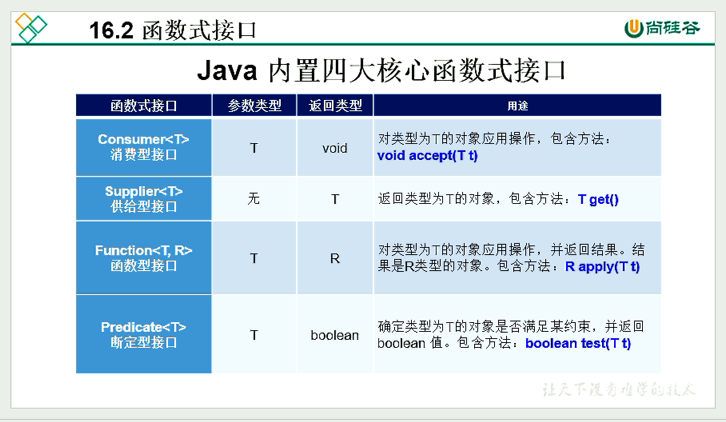 16.2 函数式接口
尚硅谷
Java 内置四大核心函数式接口
函数式接口 参数类型 返回类型 用途
Consumer<T>
消费型接口
T
void
对类型为T的对象应用操作，包含方法：
void accept(T t)
Supplier<T>
供给型接口
无
T
返回类型为T的对象，包含方法：T get()
Function<T, R>
函数型接口
T
R
对类型为T的对象应用操作，并返回结果。结
果是R类型的对象。包含方法：R apply(T t)
Predicate<T>
断定型接口
T
boolean
确定类型为T的对象是否满足某约束，并返回
boolean 值。包含方法：boolean test(T t)
让天下没有难学的技术